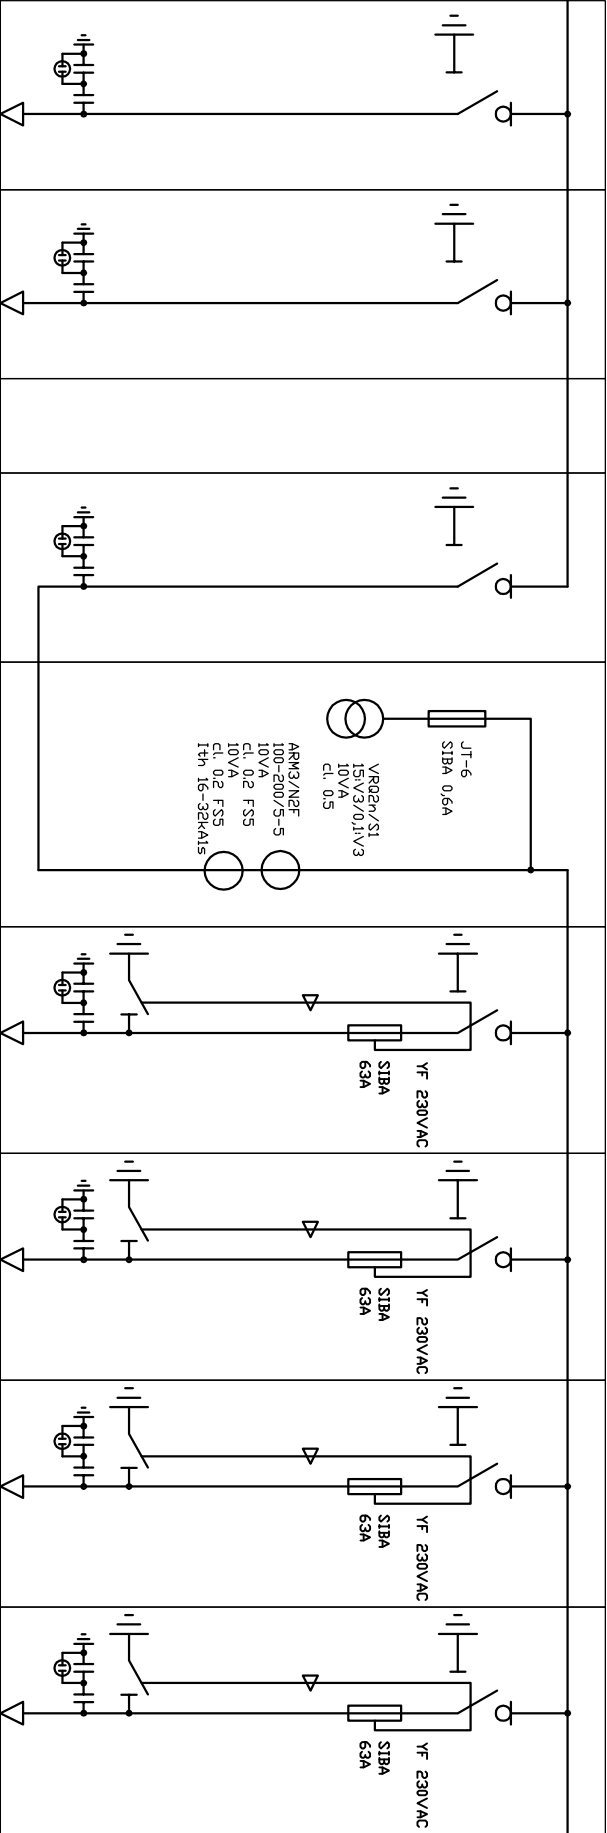 JT-6
SIBA 0,6A
VRQ2n/S1
15:√3/0,1:√3
10VA
cl. 0.5
ARM3/N2F
100-200/5-5
10VA
cl. 0.2 FS5
10VA
cl. 0.2 FS5
Ith 16-32kA1s
YF 230VAC
SIBA
63A
YF 230VAC
SIBA
63A
YF 230VAC
SIBA
63A
YF 230VAC
SIBA
63A